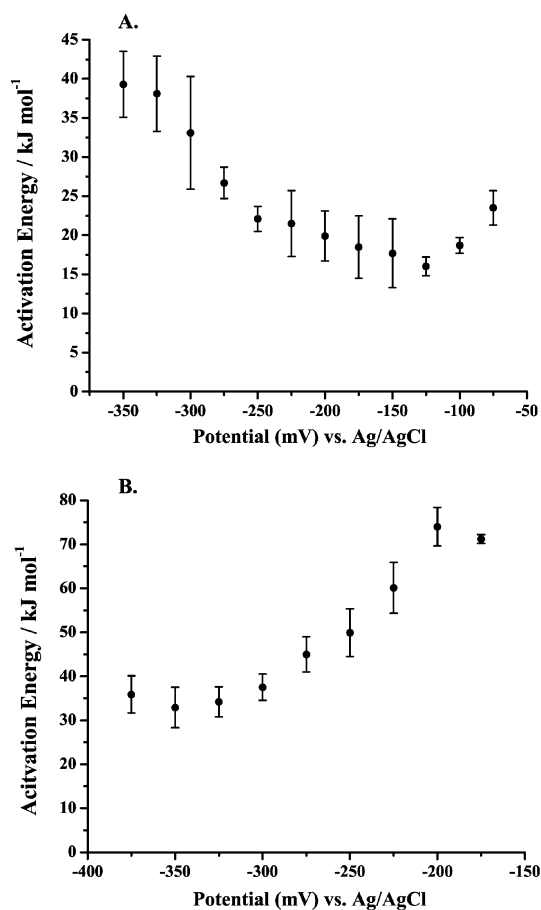 A.
45
40
35
30
25
20
15
10
5
0
Activation Energy / kJ mol⁻¹
-350 -300 -250 -200 -150 -100 -50
Potential (mV) vs. Ag/AgCl
B.
80
70
60
50
40
30
20
10
0
Acitvation Energy / kJ mol⁻¹
-400 -350 -300 -250 -200 -150
Potential (mV) vs. Ag/AgCl